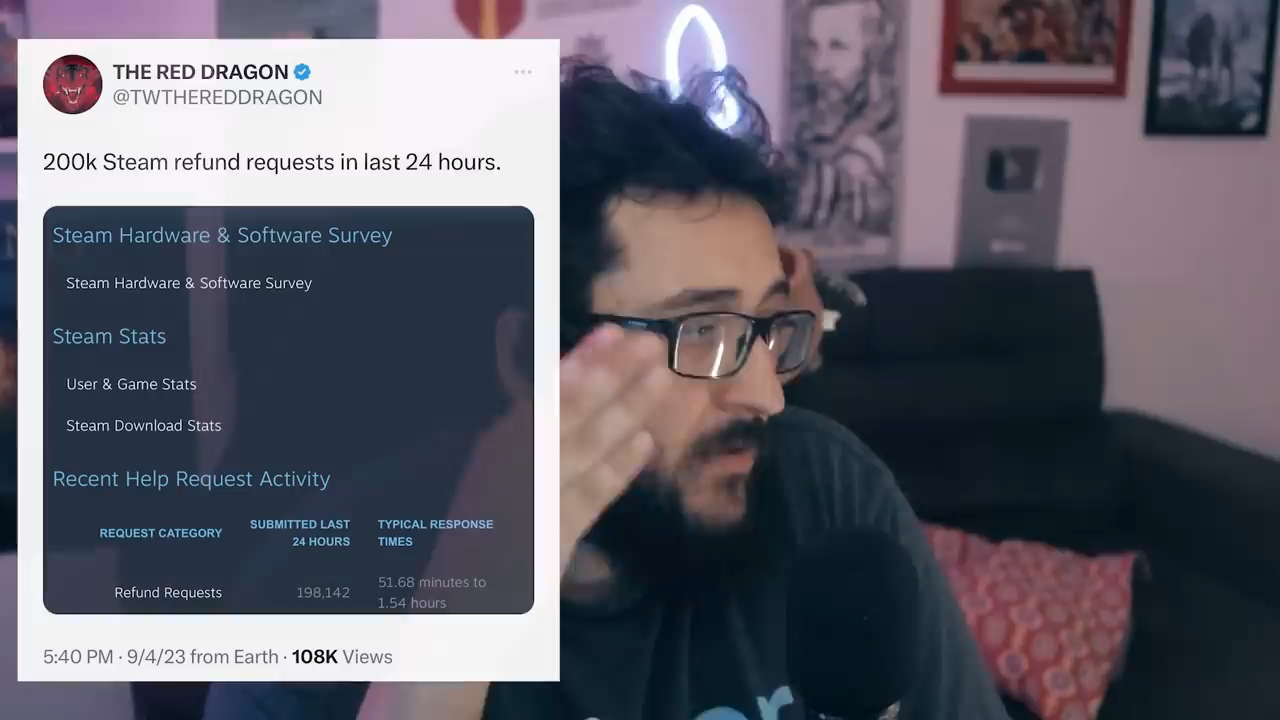 THE RED DRAGON
@TWTHEREDDRAGON
200k Steam refund requests in last 24 hours.
Steam Hardware & Software Survey
Steam Hardware & Software Survey
Steam Stats
User & Game Stats
Steam Download Stats
Recent Help Request Activity
REQUEST CATEGORY
SUBMITTED LAST
24 HOURS
TYPICAL RESPONSE
TIMES
Refund Requests
198,142
51.68 minutes to
1.54 hours
5:40 PM · 9/4/23 from Earth · 108K Views